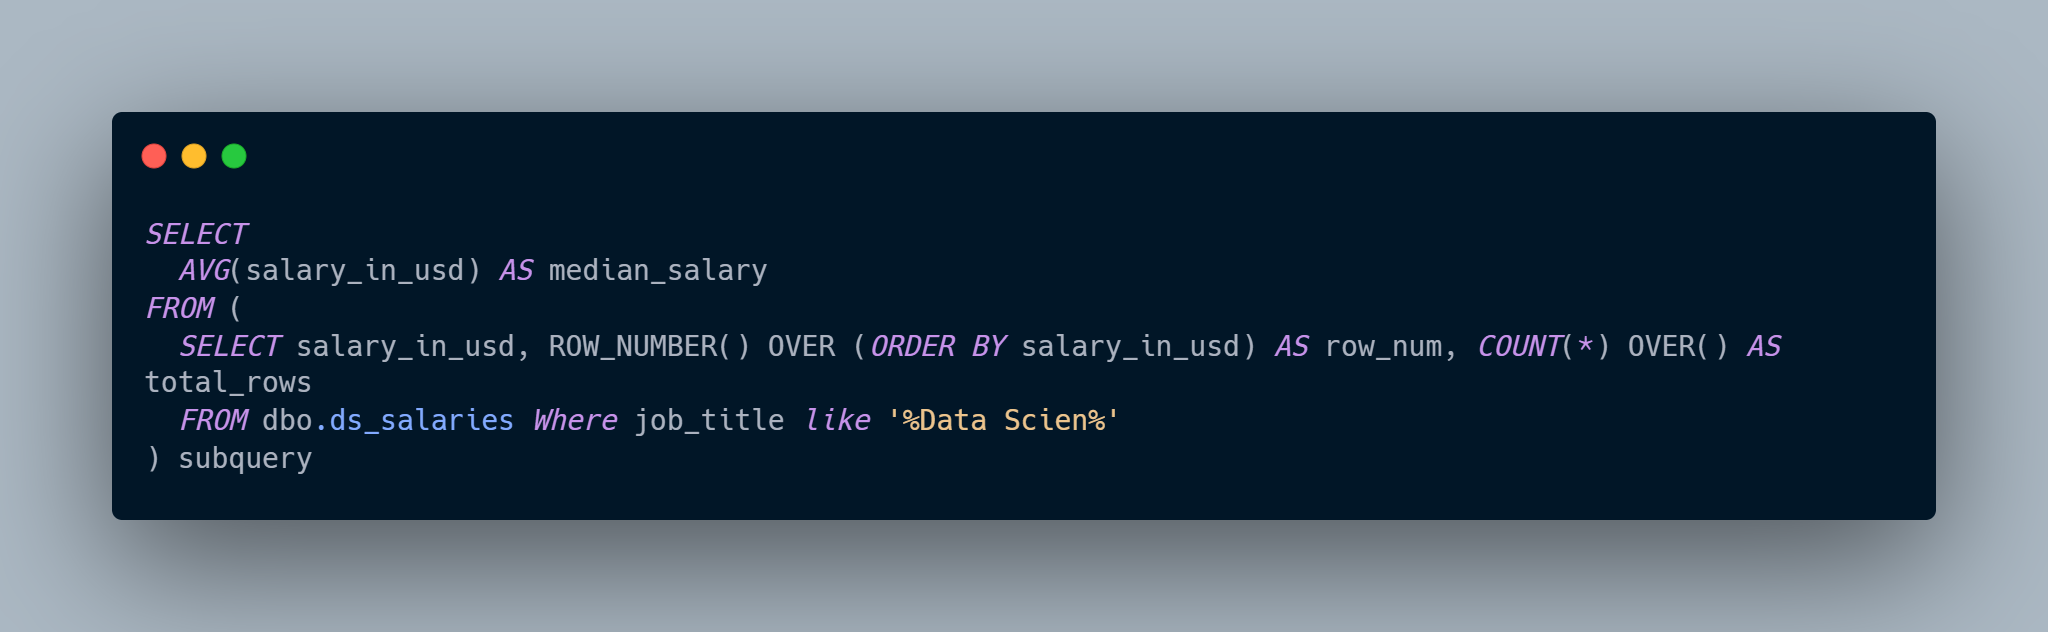 SELECT
  AVG(salary_in_usd) AS median_salary
FROM (
  SELECT salary_in_usd, ROW_NUMBER() OVER (ORDER BY salary_in_usd) AS row_num, COUNT(*) OVER() AS
total_rows
  FROM dbo.ds_salaries Where job_title like '%Data Scien%'
) subquery